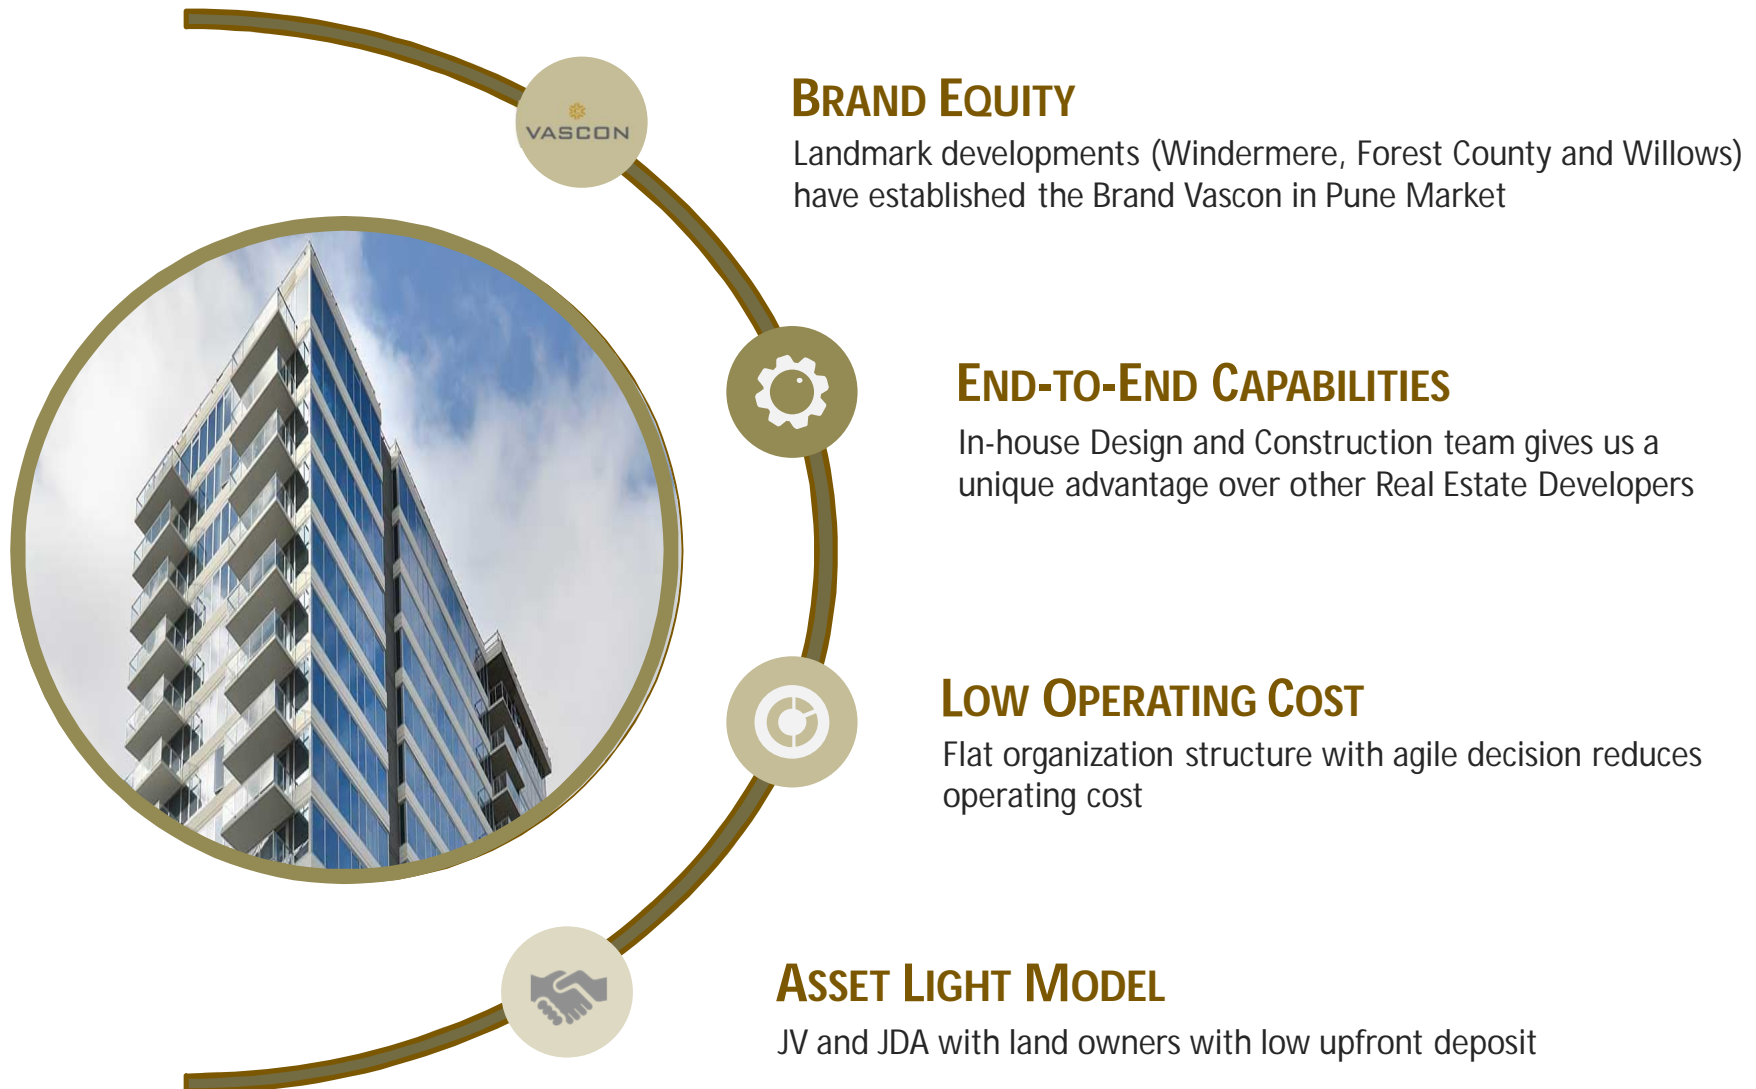 VASCON
BRAND EQUITY
Landmark developments (Windermere, Forest County and Willows)
have established the Brand Vascon in Pune Market
END-TO-END CAPABILITIES
In-house Design and Construction team gives us a
unique advantage over other Real Estate Developers
LOW OPERATING COST
Flat organization structure with agile decision reduces
operating cost
ASSET LIGHT MODEL
JV and JDA with land owners with low upfront deposit